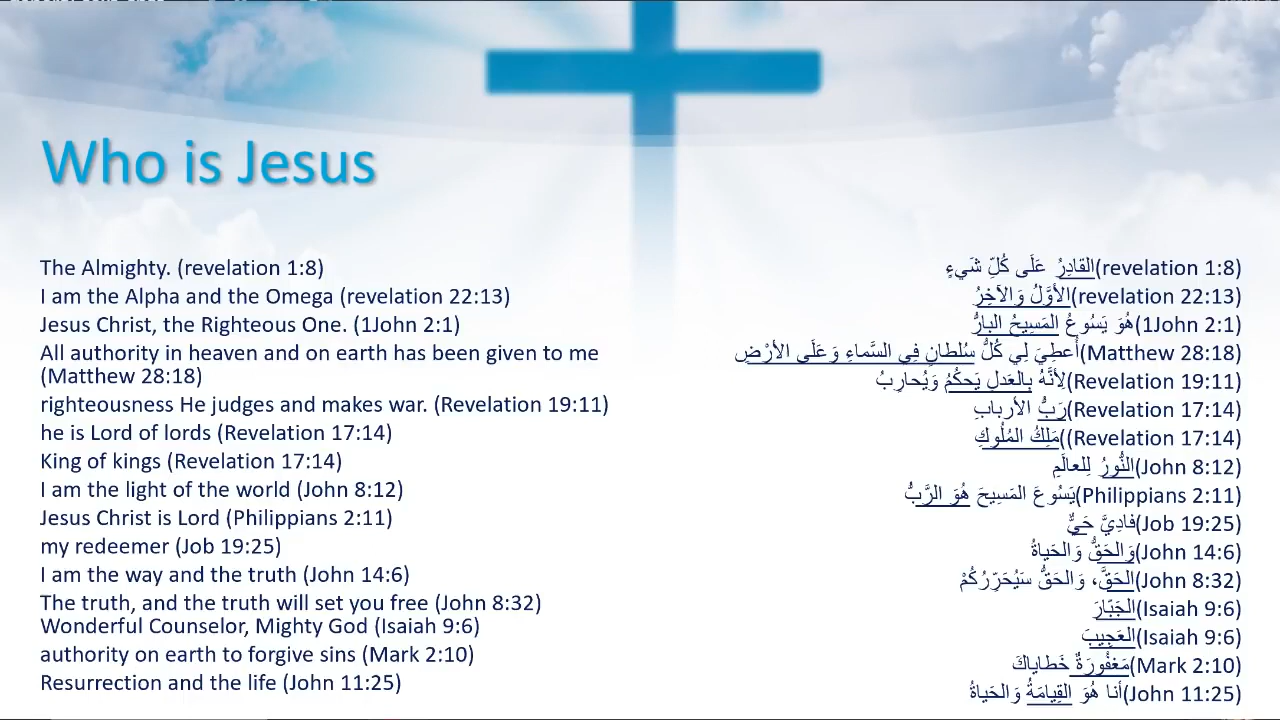 Who is Jesus
The Almighty. (revelation 1:8)
I am the Alpha and the Omega (revelation 22:13)
Jesus Christ, the Righteous One. (1John 2:1)
All authority in heaven and on earth has been given to me
(Matthew 28:18)
righteousness He judges and makes war. (Revelation 19:11)
he is Lord of lords (Revelation 17:14)
King of kings (Revelation 17:14)
I am the light of the world (John 8:12)
Jesus Christ is Lord (Philippians 2:11)
my redeemer (Job 19:25)
I am the way and the truth (John 14:6)
The truth, and the truth will set you free (John 8:32)
Wonderful Counselor, Mighty God (Isaiah 9:6)
authority on earth to forgive sins (Mark 2:10)
Resurrection and the life (John 11:25)
القادِرُ عَلَى كُلِّ شَيءٍ(revelation 1:8)
الأوَّلُ وَالآخِرُ(revelation 22:13)
هُوَ يَسُوعُ المَسِيحُ البارُّ(1John 2:1)
أُعطِيَ لِي كُلُّ سُلطانٍ فِي السَّماءِ وَعَلَى الأرْضِ(Matthew 28:18)
لِأنَّهُ بِالعَدلِ يَحكُمُ وَيُحارِبُ(Revelation 19:11)
رَبُّ الأربابِ(Revelation 17:14)
مَلِكُ المُلُوكِ((Revelation 17:14)
النُّورُ لِلعالَمِ(John 8:12)
يَسُوعَ المَسِيحَ هُوَ الرَّبُّ(Philippians 2:11)
فادِيَّ حَيٌّ(Job 19:25)
وَالحَقُّ وَالحَياةُ(John 14:6)
الحَقَّ، وَالحَقُّ سَيُحَرِّرُكُمْ(John 8:32)
الجَبّارَ(Isaiah 9:6)
العَجِيبَ(Isaiah 9:6)
مَغفُورَةٌ خَطاياكَ(Mark 2:10)
أنا هُوَ القِيامَةُ وَالحَياةُ(John 11:25)